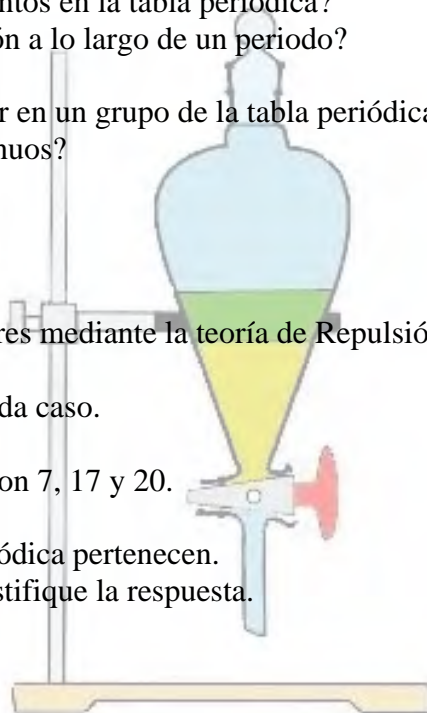 ntos en la tabla periódica?
ón a lo largo de un periodo?
r en un grupo de la tabla periódica
nuos?
res mediante la teoría de Repulsió
da caso.
on 7, 17 y 20.
ódica pertenecen.
stifique la respuesta.